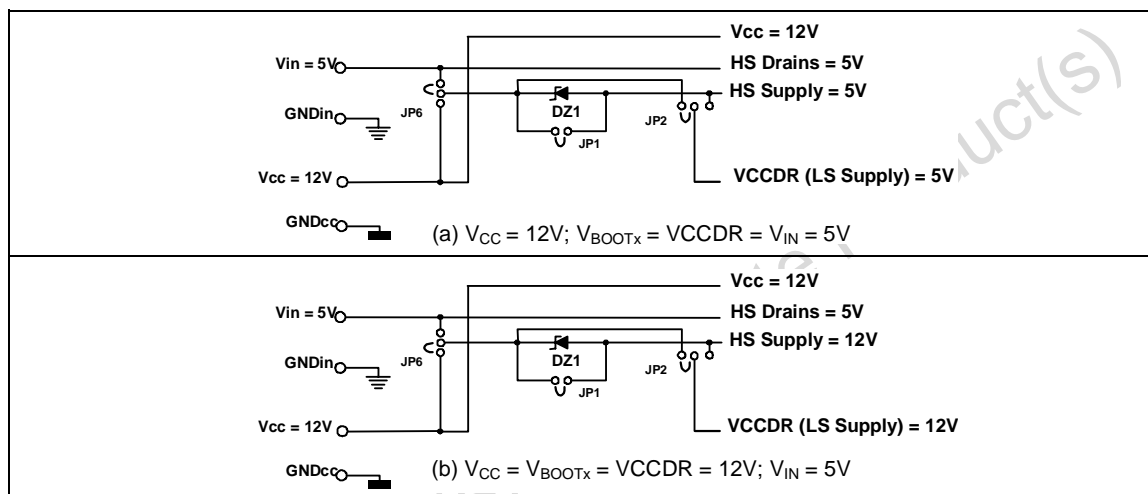 Vcc = 12V
Vin = 5V
HS Drains = 5V
HS Supply = 5V
JP6
DZ1
JP2
GNDin
JP1
Vcc = 12V
VCCDR (LS Supply) = 5V
GNDcc
(a) VCC = 12V; VBOOTx = VCCDR = VIN = 5V
uct(s)
Vcc = 12V
Vin = 5V
HS Drains = 5V
HS Supply = 12V
JP6
DZ1
JP2
GNDin
JP1
Vcc = 12V
VCCDR (LS Supply) = 12V
GNDcc
(b) VCC = VBOOTx = VCCDR = 12V; VIN = 5V